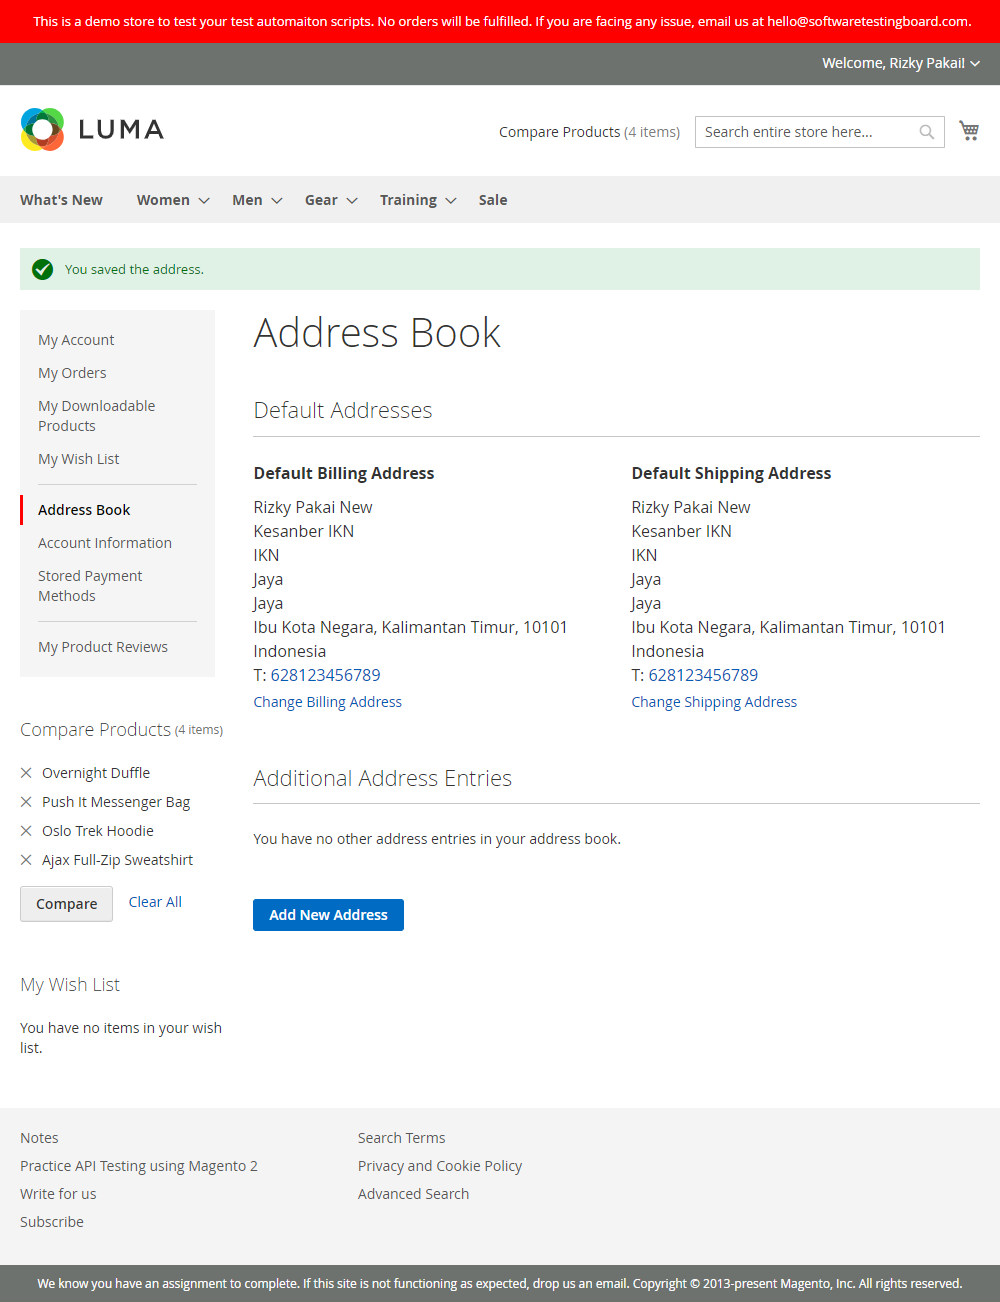 This is a demo store to test your test automaiton scripts. No orders will be fulfilled. If you are facing any issue, email us at hello@softwaretestingboard.com.
Welcome, Rizky Pakai!
LUMA
Compare Products (4 items)
Search entire store here...
What's New
Women
Men
Gear
Training
Sale
You saved the address.
My Account
My Orders
My Downloadable
Products
My Wish List
Address Book
Account Information
Stored Payment
Methods
My Product Reviews
Compare Products (4 items)
Overnight Duffle
Push It Messenger Bag
Oslo Trek Hoodie
Ajax Full-Zip Sweatshirt
Compare
Clear All
My Wish List
You have no items in your wish
list.
Address Book
Default Addresses
Default Billing Address
Rizky Pakai New
Kesanber IKN
IKN
Jaya
Jaya
Ibu Kota Negara, Kalimantan Timur, 10101
Indonesia
T: 628123456789
Change Billing Address
Default Shipping Address
Rizky Pakai New
Kesanber IKN
IKN
Jaya
Jaya
Ibu Kota Negara, Kalimantan Timur, 10101
Indonesia
T: 628123456789
Change Shipping Address
Additional Address Entries
You have no other address entries in your address book.
Add New Address
Notes
Practice API Testing using Magento 2
Write for us
Subscribe
Search Terms
Privacy and Cookie Policy
Advanced Search
We know you have an assignment to complete. If this site is not functioning as expected, drop us an email. Copyright © 2013-present Magento, Inc. All rights reserved.